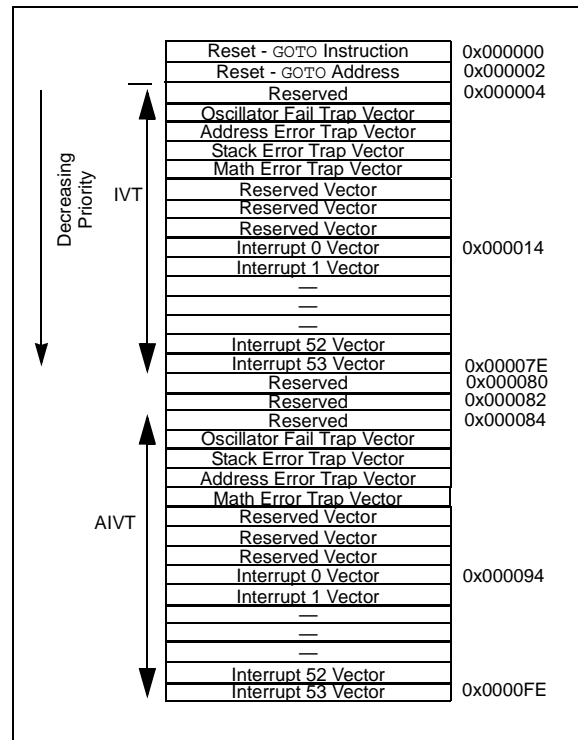 Reset - GOTO Instruction 0x000000
Reset - GOTO Address 0x000002
Reserved 0x000004
Oscillator Fail Trap Vector
Address Error Trap Vector
Stack Error Trap Vector
Math Error Trap Vector
Reserved Vector
Reserved Vector
Reserved Vector
Interrupt 0 Vector 0x000014
Interrupt 1 Vector
—
—
—
Interrupt 52 Vector
Interrupt 53 Vector 0x00007E
Reserved 0x000080
Reserved 0x000082
Reserved 0x000084
Oscillator Fail Trap Vector
Stack Error Trap Vector
Address Error Trap Vector
Math Error Trap Vector
Reserved Vector
Reserved Vector
Reserved Vector
Interrupt 0 Vector 0x000094
Interrupt 1 Vector
—
—
—
Interrupt 52 Vector
Interrupt 53 Vector 0x0000FE
Decreasing
Priority
IVT
AIVT